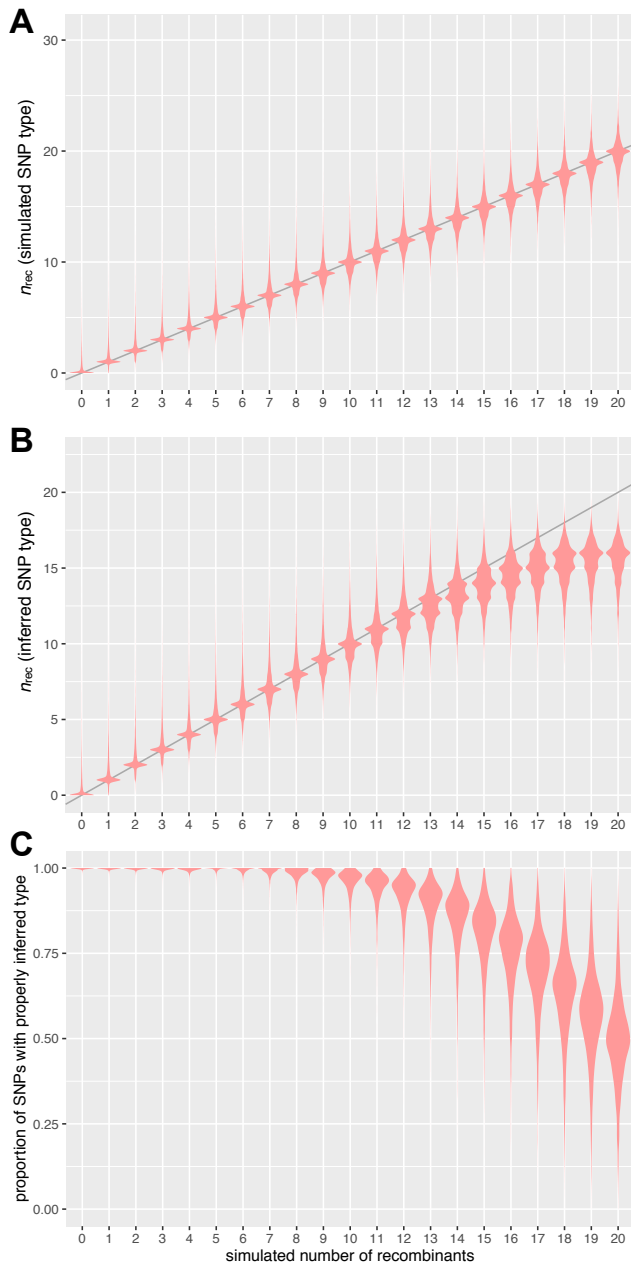 A
30
20
10
0
nrec (simulated SNP type)
0 1 2 3 4 5 6 7 8 9 10 11 12 13 14 15 16 17 18 19 20
B
20
15
10
5
0
nrec (inferred SNP type)
0 1 2 3 4 5 6 7 8 9 10 11 12 13 14 15 16 17 18 19 20
C
1.00
0.75
0.50
0.25
0.00
proportion of SNPs with properly inferred type
0 1 2 3 4 5 6 7 8 9 10 11 12 13 14 15 16 17 18 19 20
simulated number of recombinants